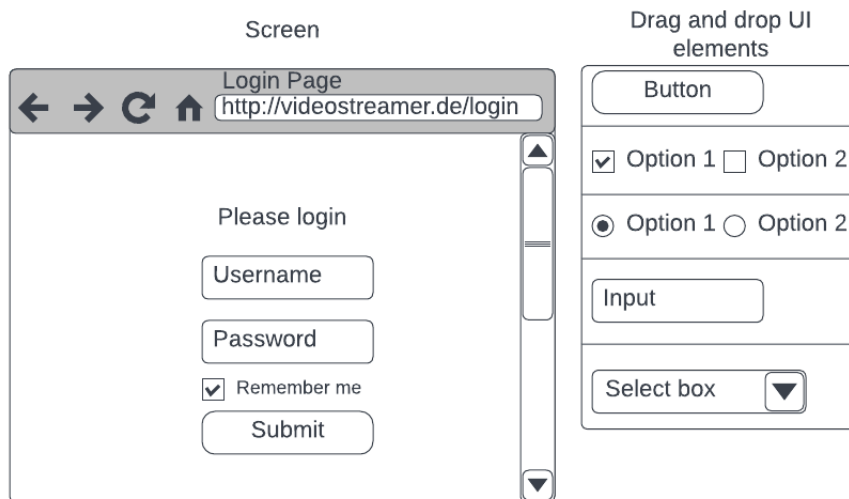 Screen
Login Page
http://videostreamer.de/login
Please login
Username
Password
Remember me
Submit
Drag and drop UI
elements
Button
Option 1 Option 2
Option 1 Option 2
Input
Select box